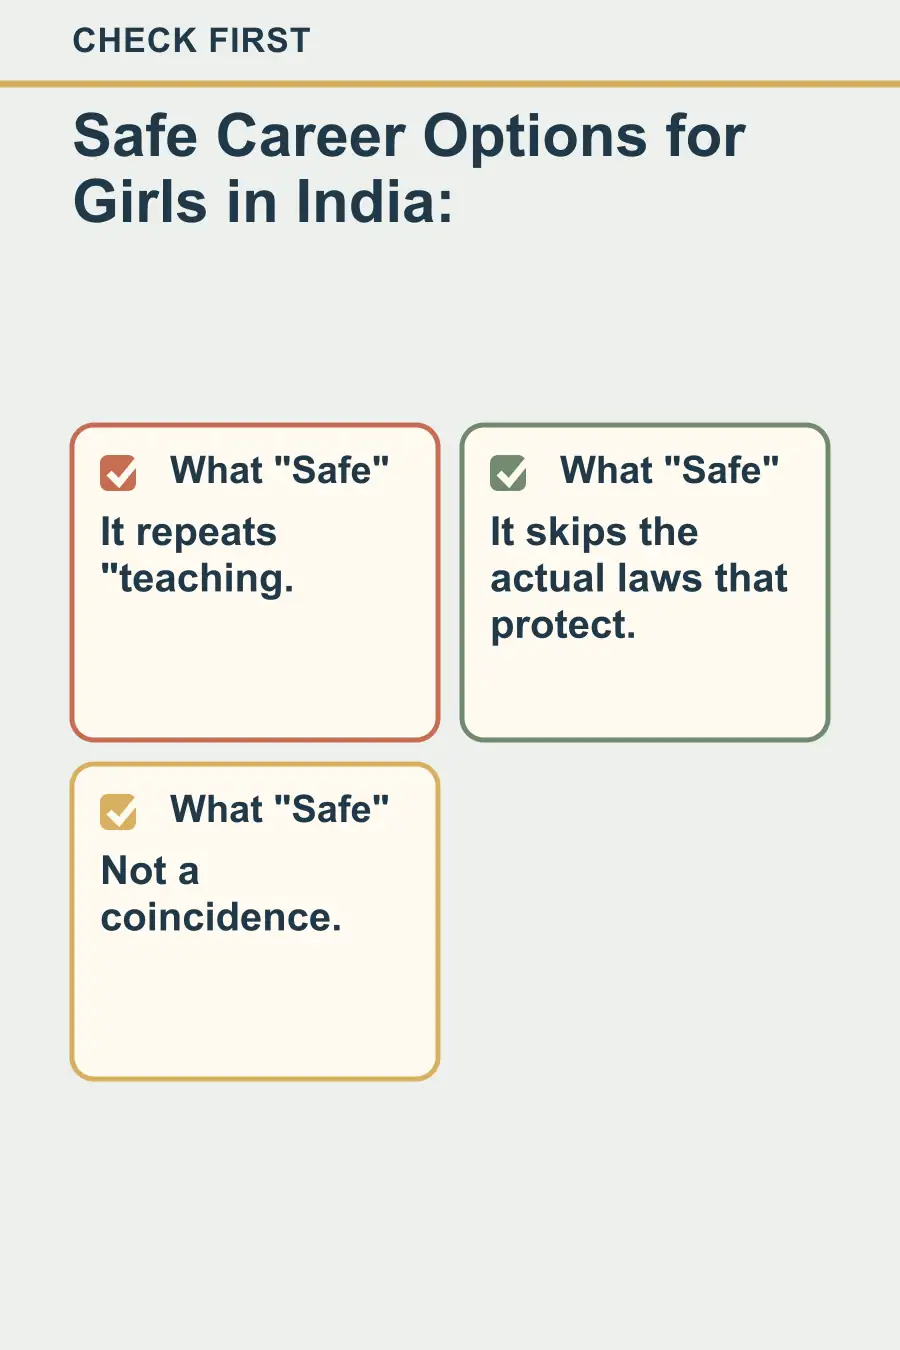 CHECK FIRST
Safe Career Options for
Girls in India:
What "Safe"
It repeats
"teaching.
What "Safe"
It skips the
actual laws that
protect.
What "Safe"
Not a
coincidence.